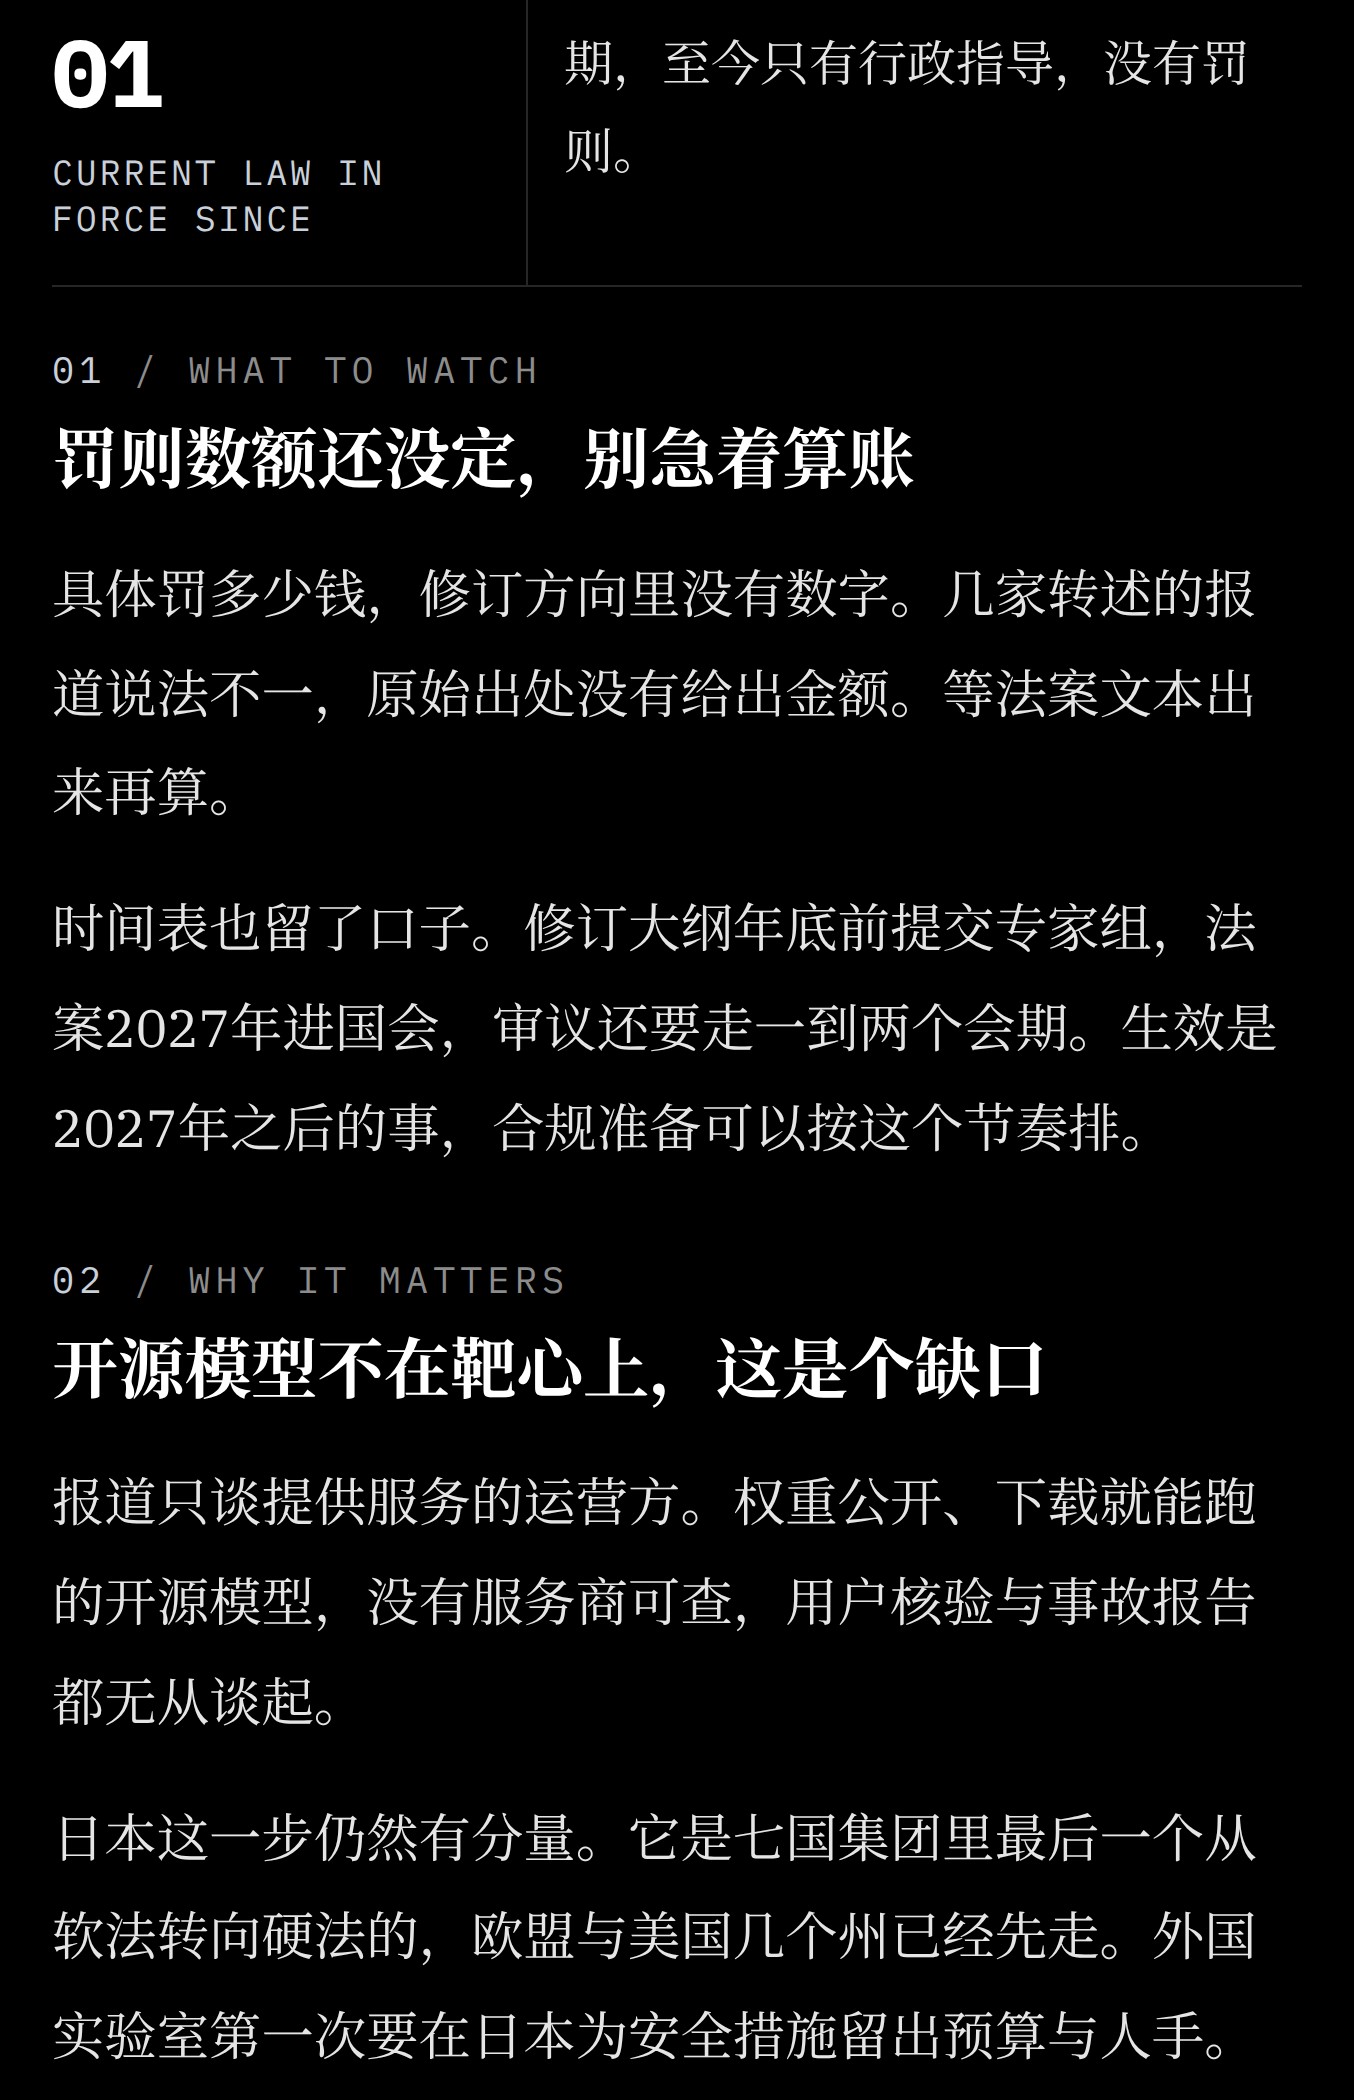 01
CURRENT LAW IN
FORCE SINCE
期，至今只有行政指导，没有罚
则。
01 / WHAT TO WATCH
罚则数额还没定，别急着算账
具体罚多少钱，修订方向里没有数字。几家转述的报
道说法不一，原始出处没有给出金额。等法案文本出
来再算。
时间表也留了口子。修订大纲年底前提交专家组，法
案2027年进国会，审议还要走一到两个会期。生效是
2027年之后的事，合规准备可以按这个节奏排。
02 / WHY IT MATTERS
开源模型不在靶心上，这是个缺口
报道只谈提供服务的运营方。权重公开、下载就能跑
的开源模型，没有服务商可查，用户核验与事故报告
都无从谈起。
日本这一步仍然有分量。它是七国集团里最后一个从
软法转向硬法的，欧盟与美国几个州已经先走。外国
实验室第一次要在日本为安全措施留出预算与人手。